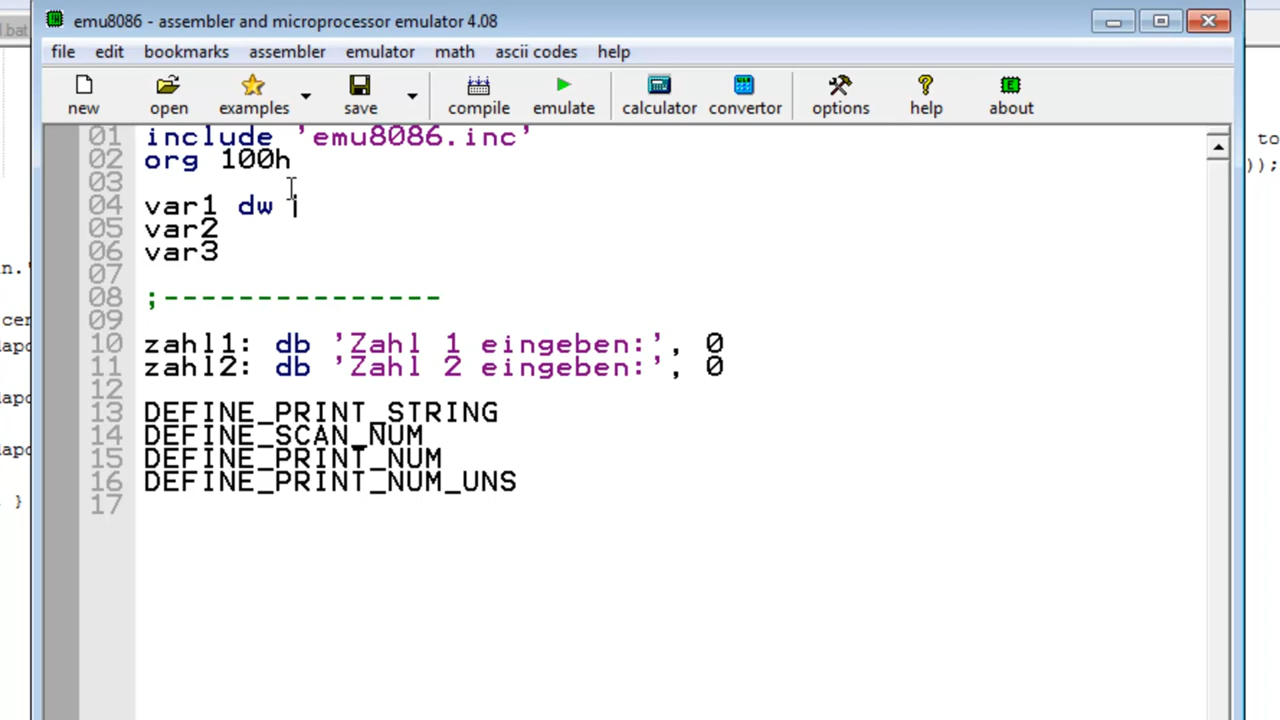 emu8086 - assembler and microprocessor emulator 4.08
file edit bookmarks assembler emulator math ascii codes help
new open examples save compile emulate calculator convertor options help about
01 include 'emu8086.inc'
02 org 100h
03
04 var1 dw
05 var2
06 var3
07
08 ;---------------
09
10 zahl1: db 'Zahl 1 eingeben:', 0
11 zahl2: db 'Zahl 2 eingeben:', 0
12
13 DEFINE_PRINT_STRING
14 DEFINE_SCAN_NUM
15 DEFINE_PRINT_NUM
16 DEFINE_PRINT_NUM_UNS
17